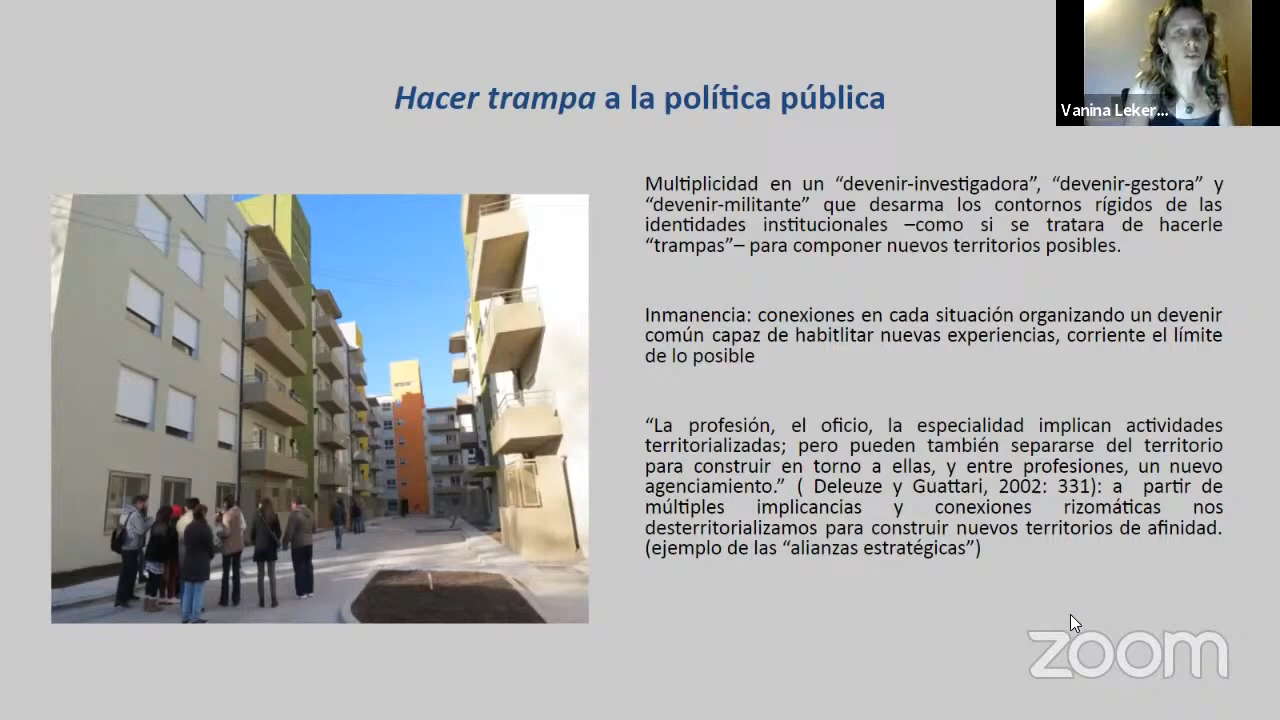 Hacer trampa a la política pública
Vanina Leker...
Multiplicidad en un “devenir-investigadora”, “devenir-gestora” y
“devenir-militante” que desarma los contornos rígidos de las
identidades institucionales –como si se tratara de hacerle
“trampas”– para componer nuevos territorios posibles.
Inmanencia: conexiones en cada situación organizando un devenir
común capaz de habitlitar nuevas experiencias, corriente el límite
de lo posible
“La profesión, el oficio, la especialidad implican actividades
territorializadas; pero pueden también separarse del territorio
para construir en torno a ellas, y entre profesiones, un nuevo
agenciamiento.” ( Deleuze y Guattari, 2002: 331): a partir de
múltiples implicancias y conexiones rizomáticas nos
desterritorializamos para construir nuevos territorios de afinidad.
(ejemplo de las “alianzas estratégicas”)
zoom